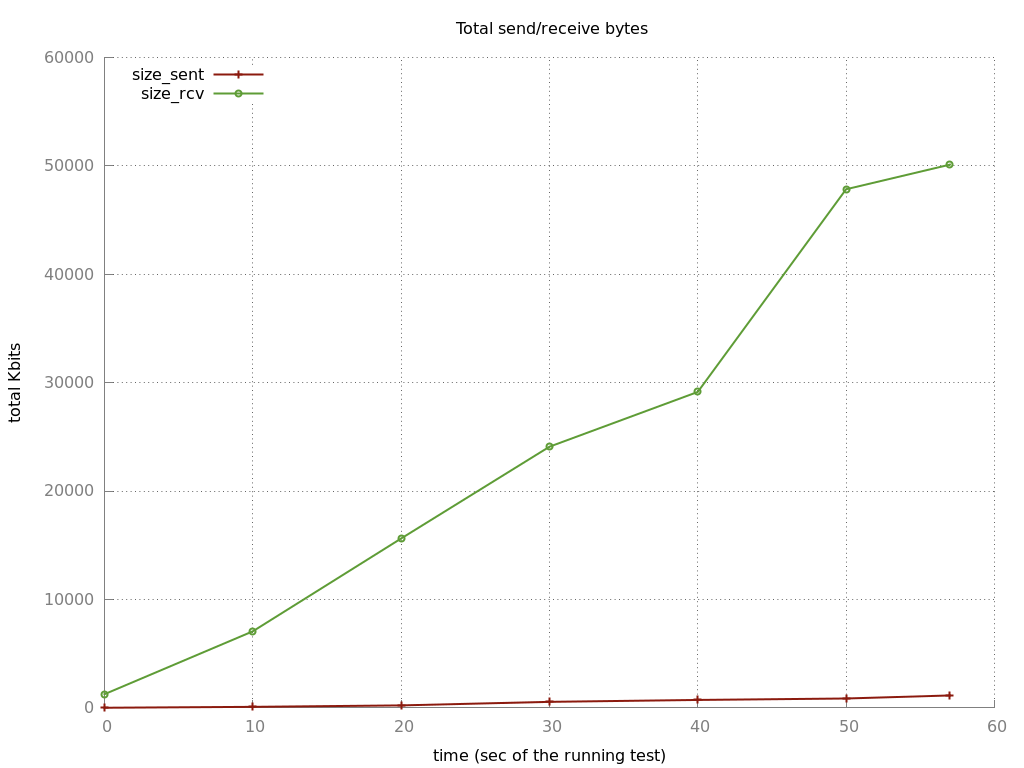 Total send/receive bytes
60000
50000
40000
30000
20000
10000
0
size_sent
size_rcv
total Kbits
0 10 20 30 40 50 60
time (sec of the running test)